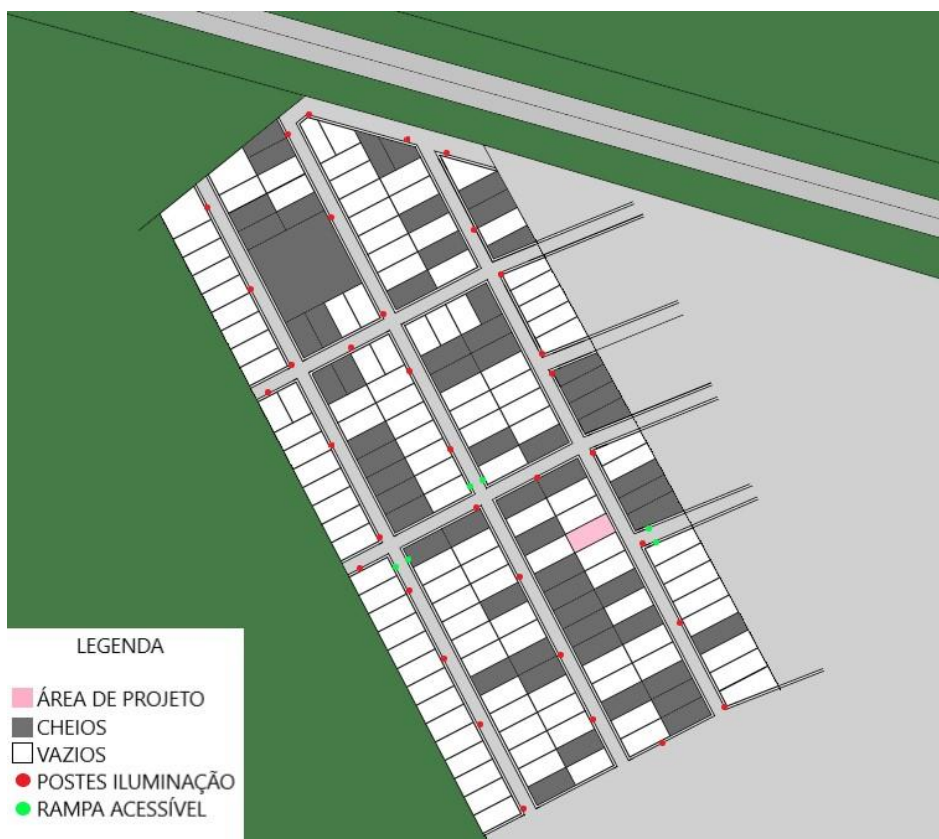 LEGENDA
ÁREA DE PROJETO
CHEIOS
VAZIOS
POSTES ILUMINAÇÃO
RAMPA ACESSÍVEL